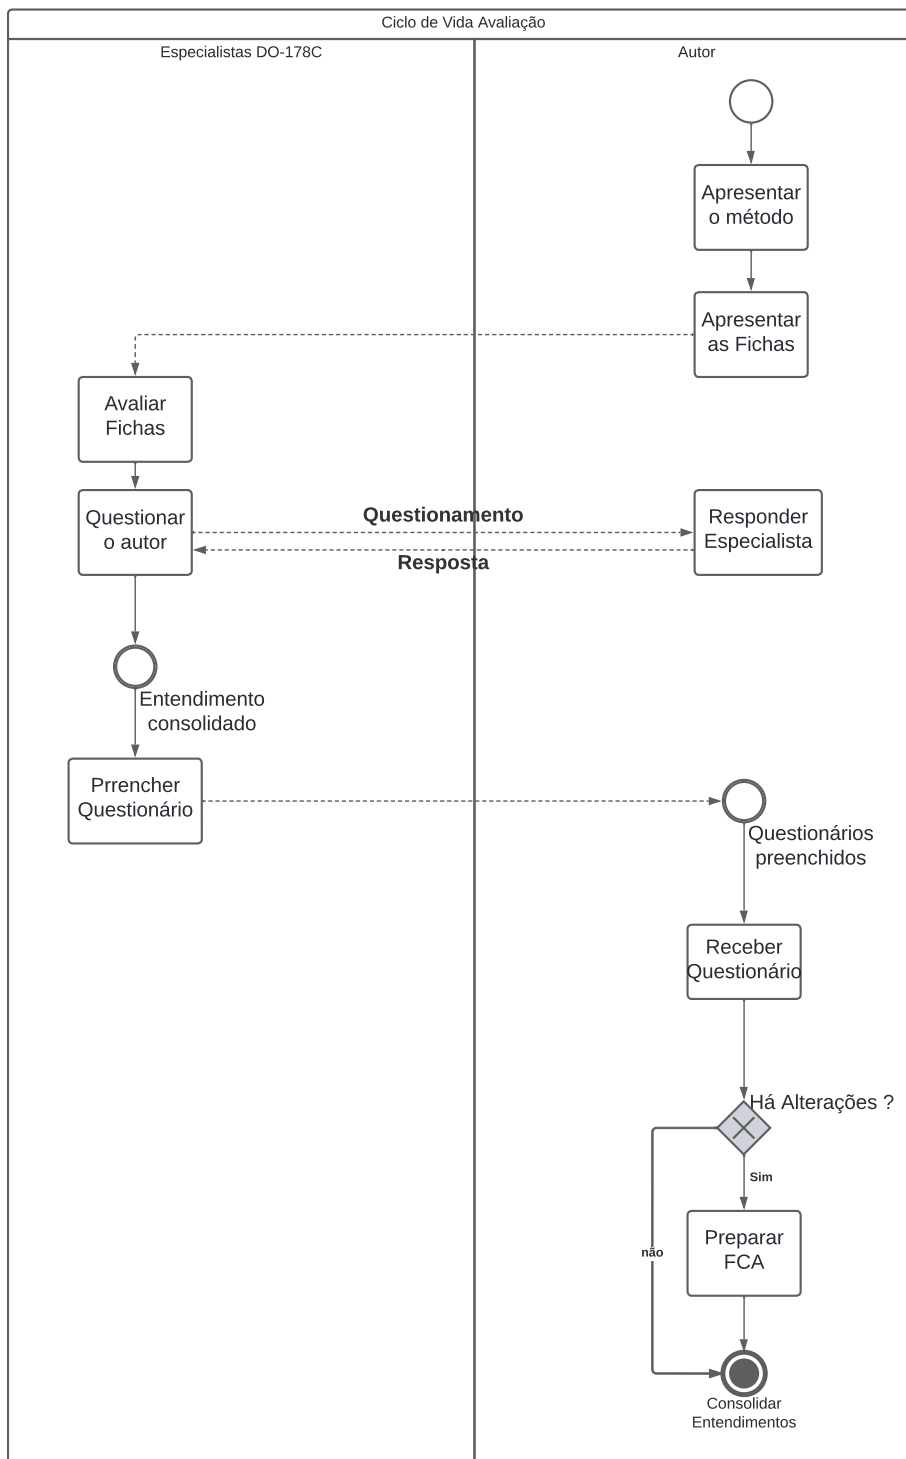 Ciclo de Vida Avaliação
Especialistas DO-178C
Autor
Apresentar
o método
Apresentar
as Fichas
Avaliar
Fichas
Questionar
o autor
Questionamento
Resposta
Responder
Especialista
Entendimento
consolidado
Prrencher
Questionário
Questionários
preenchidos
Receber
Questionário
Há Alterações ?
Sim
não
Preparar
FCA
Consolidar
Entendimentos